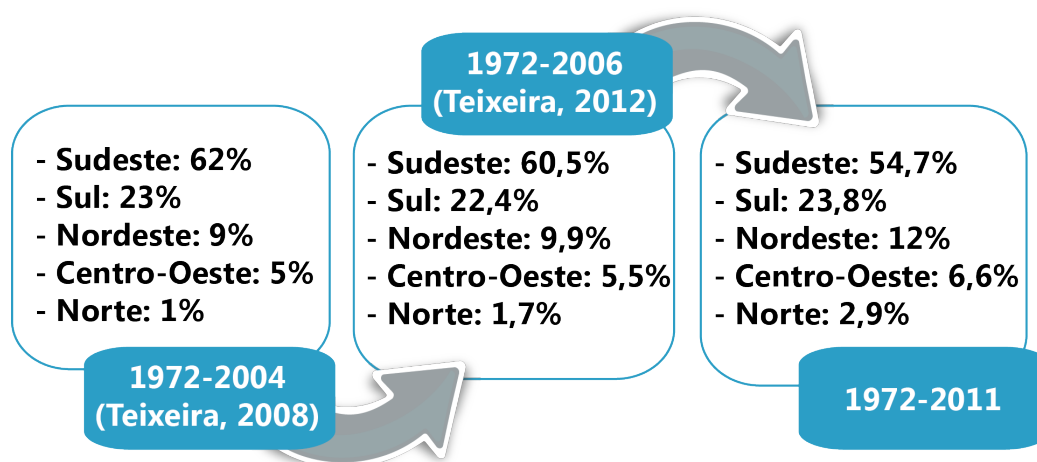 - Sudeste: 62%
- Sul: 23%
- Nordeste: 9%
- Centro-Oeste: 5%
- Norte: 1%
1972-2004
(Teixeira, 2008)
1972-2006
(Teixeira, 2012)
- Sudeste: 60,5%
- Sul: 22,4%
- Nordeste: 9,9%
- Centro-Oeste: 5,5%
- Norte: 1,7%
- Sudeste: 54,7%
- Sul: 23,8%
- Nordeste: 12%
- Centro-Oeste: 6,6%
- Norte: 2,9%
1972-2011